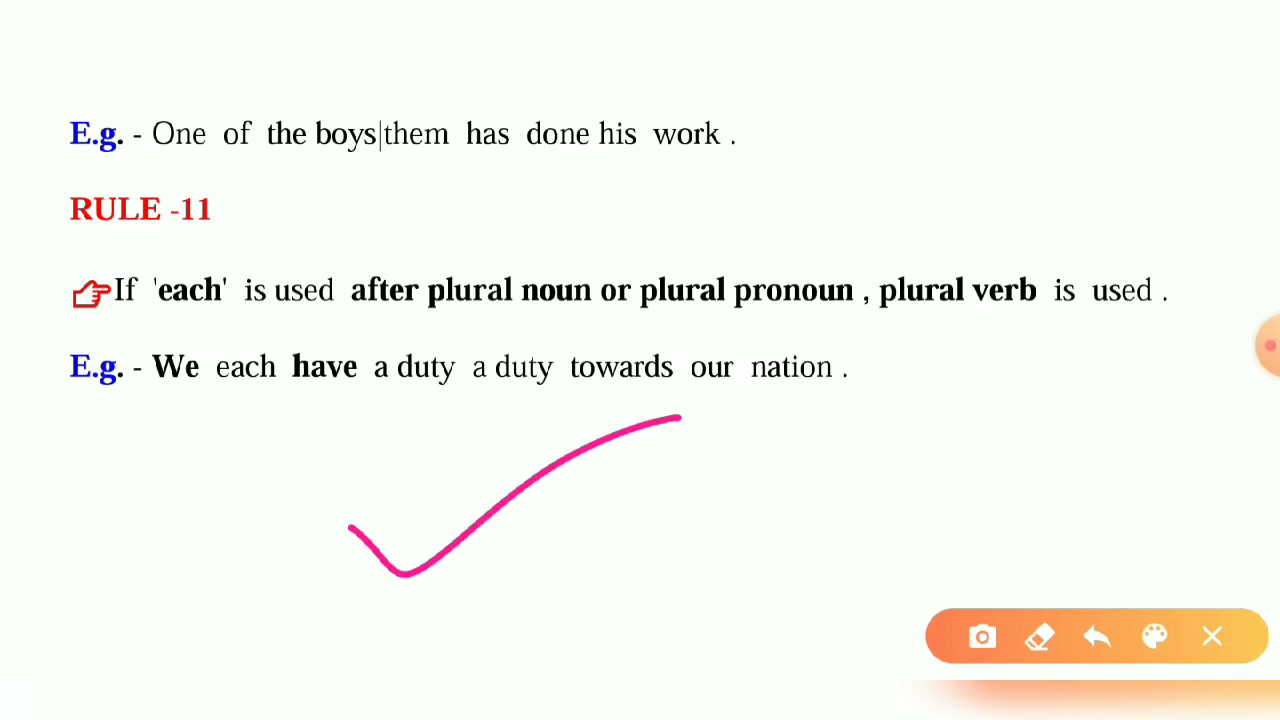 E.g. - One of the boys|them has done his work .
RULE -11
If 'each' is used after plural noun or plural pronoun , plural verb is used .
E.g. - We each have a duty a duty towards our nation .